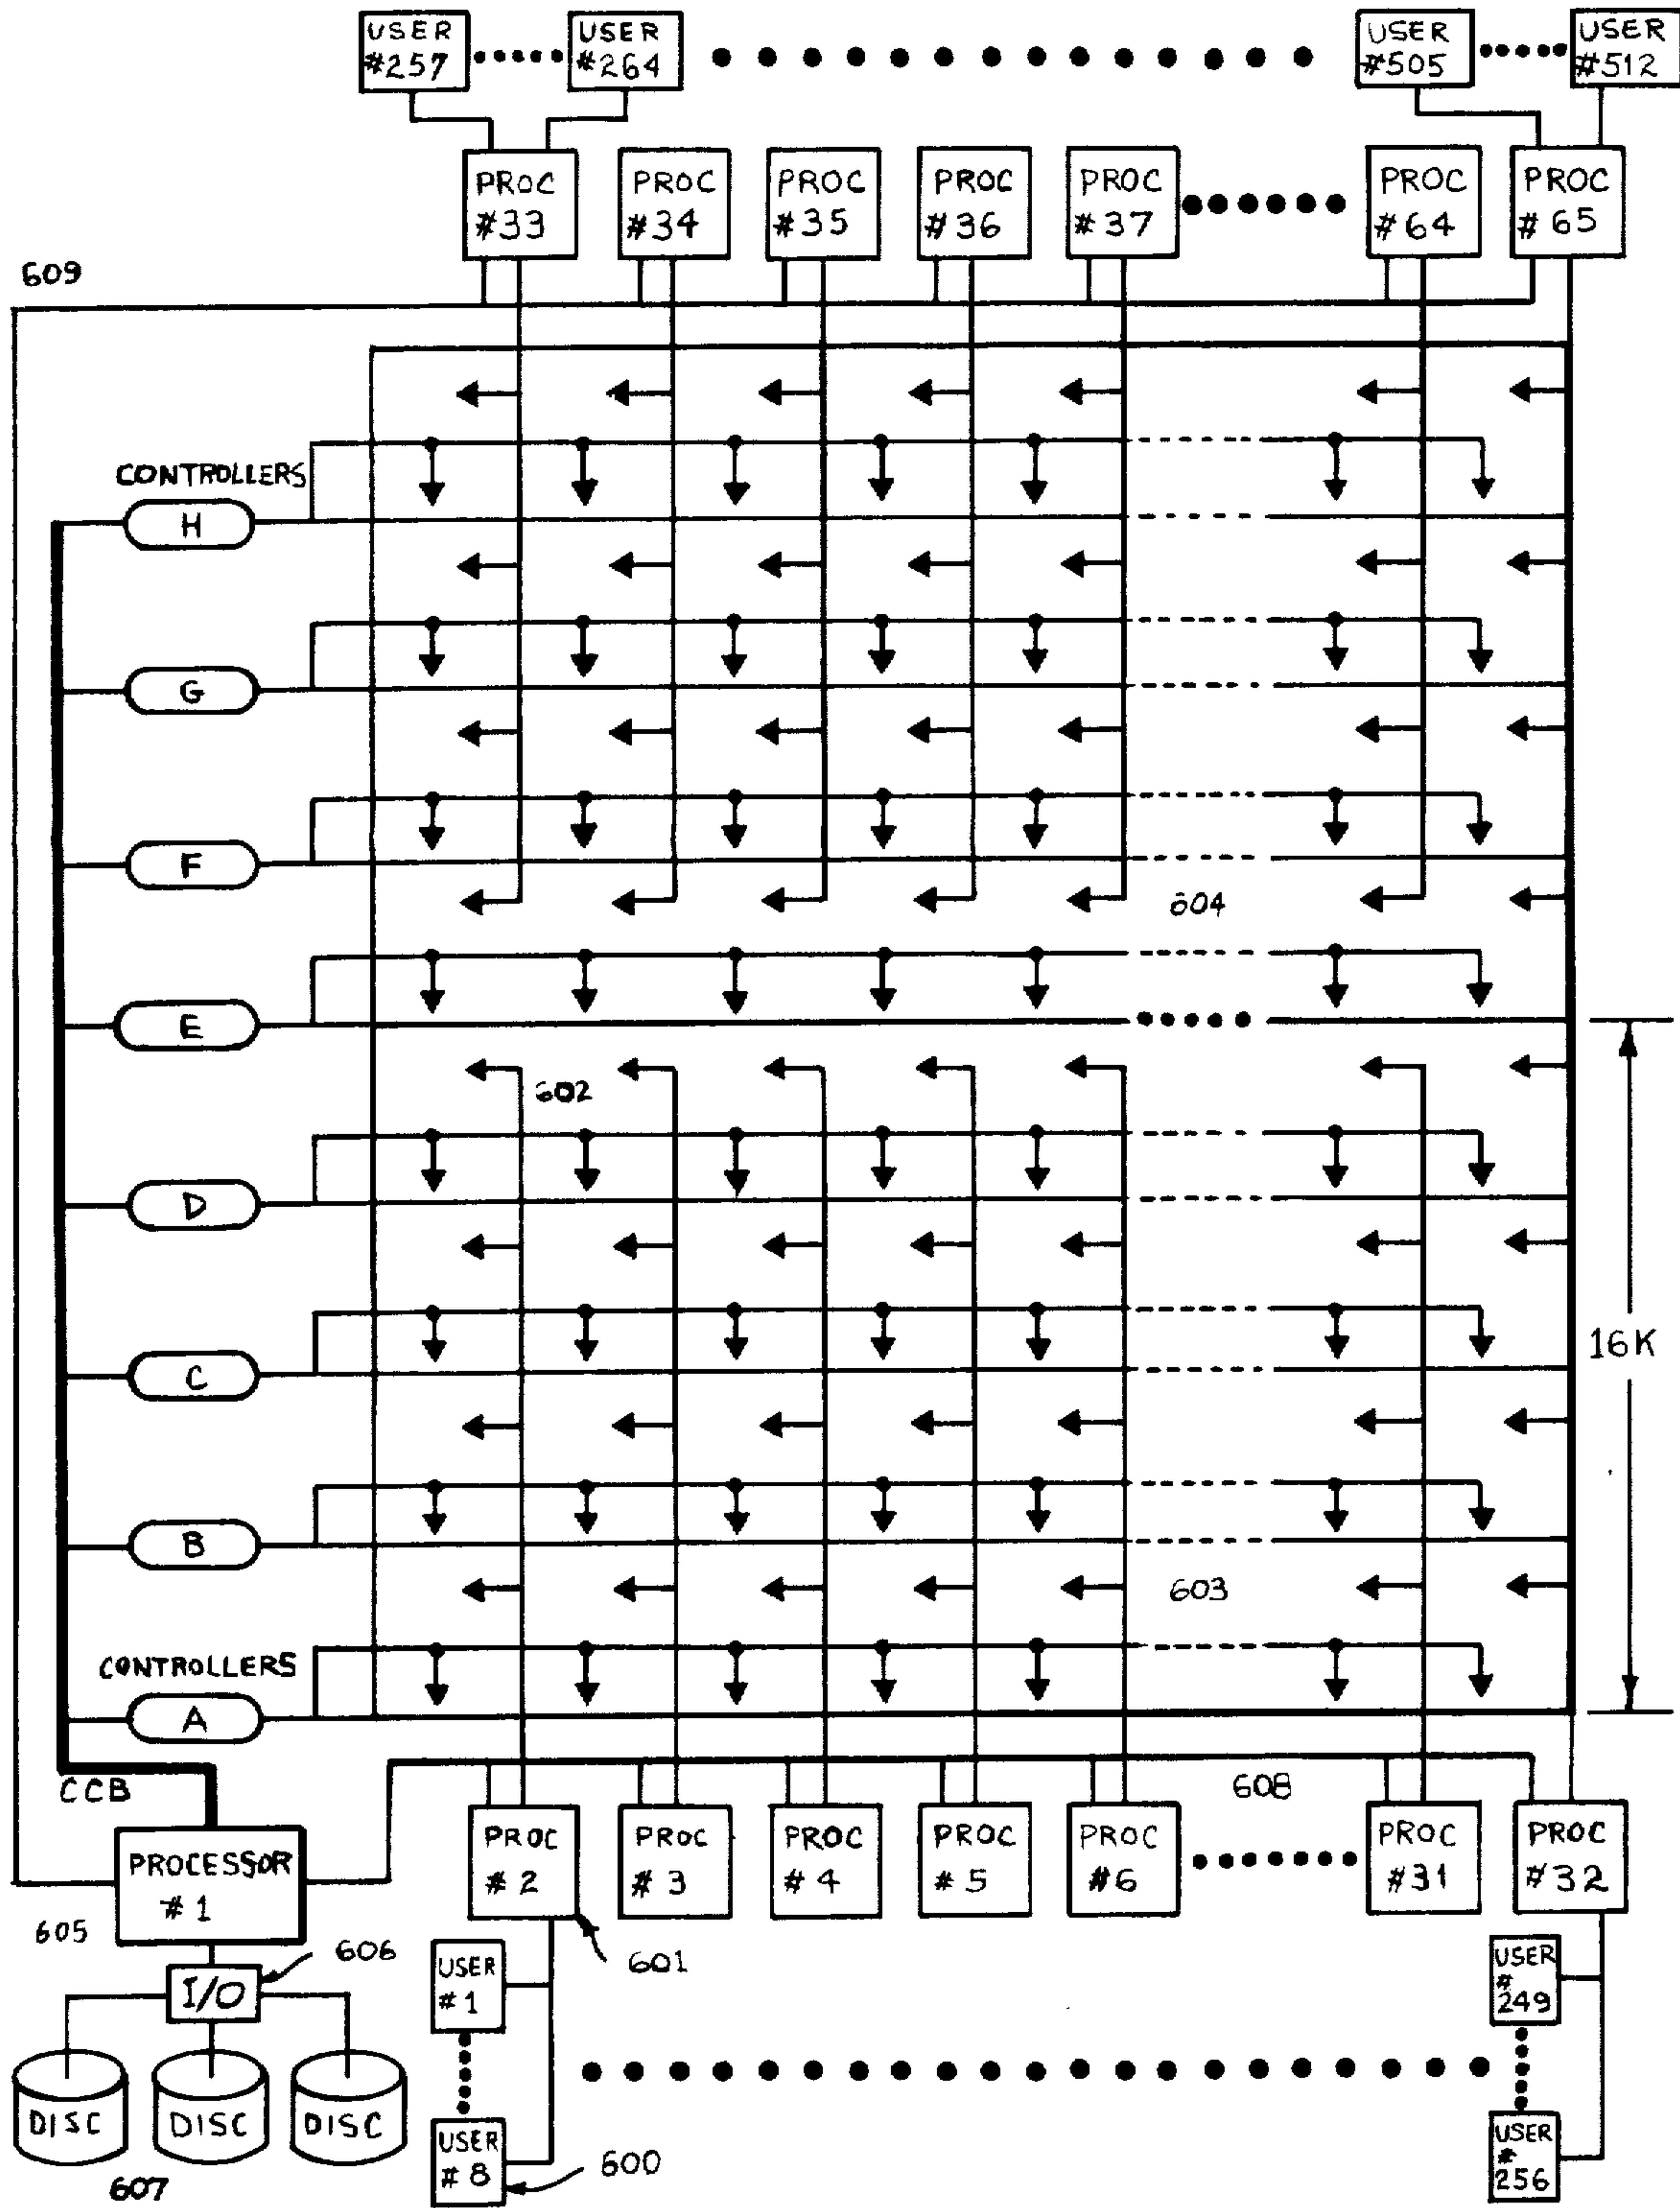 USER
#257
USER
#264
USER
#505
USER
#512
PROC
#33
PROC
#34
PROC
#35
PROC
#36
PROC
#37
PROC
#64
PROC
#65
609
CONTROLLERS
H
G
F
604
E
602
D
C
16K
B
603
CONTROLLERS
A
CCB
608
PROCESSOR
#1
PROC
#2
PROC
#3
PROC
#4
PROC
#5
PROC
#6
PROC
#31
PROC
#32
605
606
601
I/O
USER
#1
USER
#
249
DISC
DISC
DISC
USER
#8
600
USER
#
256
607